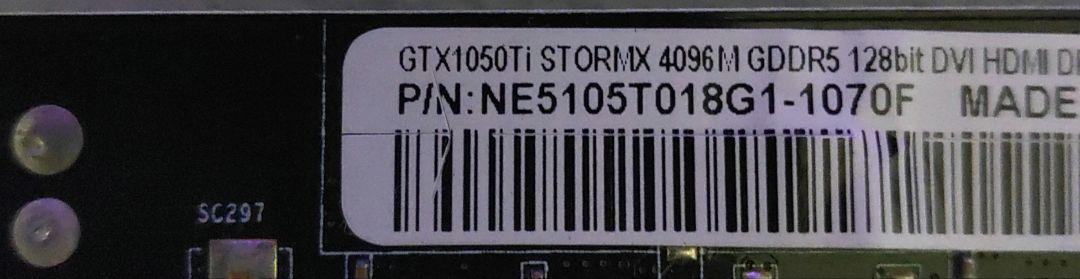 GTX1050Ti STORMX 4096M GDDR5 128bit DVI HDMI
P/N:NE5105T018G1-1070F MADE
SC297